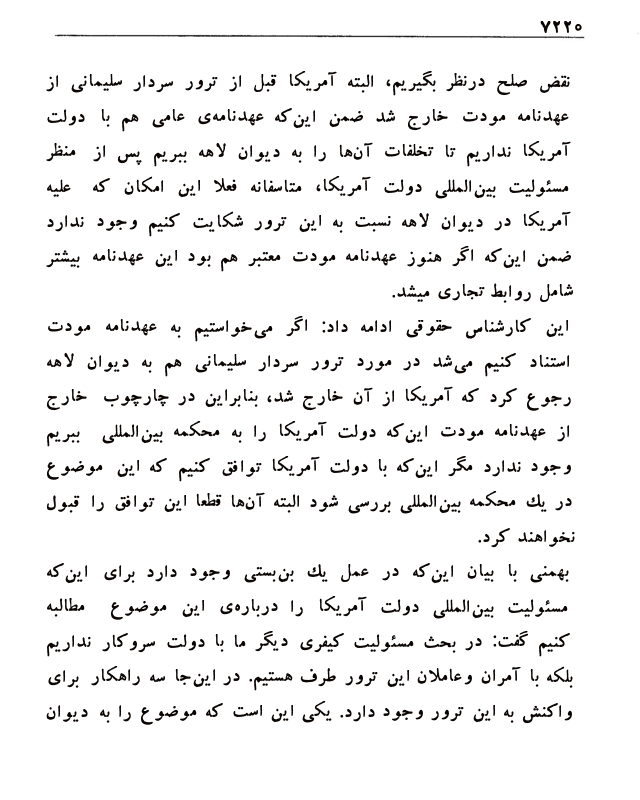 ۷۲۲۰
نقض صلح درنظر بگیریم، البته آمریکا قبل از ترور سردار سلیمانی از
عهدنامه مودت خارج شد ضمن این‌که عهدنامه‌ی عامی هم با دولت
آمریکا نداریم تا تخلفات آن‌ها را به دیوان لاهه ببریم پس از منظر
مسئولیت بین‌المللی دولت آمریکا، متاسفانه فعلا این امکان که علیه
آمریکا در دیوان لاهه نسبت به این ترور شکایت کنیم وجود ندارد
ضمن این‌که اگر هنوز عهدنامه مودت معتبر هم بود این عهدنامه بیشتر
شامل روابط تجاری میشد.
این کارشناس حقوقی ادامه داد: اگر می‌خواستیم به عهدنامه مودت
استناد کنیم می‌شد در مورد ترور سردار سلیمانی هم به دیوان لاهه
رجوع کرد که آمریکا از آن خارج شد، بنابراین در چارچوب خارج
از عهدنامه مودت این‌که دولت آمریکا را به محکمه بین‌المللی ببریم
وجود ندارد مگر این‌که با دولت آمریکا توافق کنیم که این موضوع
در یك محکمه بین‌المللی بررسی شود البته آن‌ها قطعا این توافق را قبول
نخواهند کرد.
بهمنی با بیان این‌که در عمل یك بن‌بستی وجود دارد برای این‌که
مسئولیت بین‌المللی دولت آمریکا را درباره‌ی این موضوع مطالبه
کنیم گفت: در بحث مسئولیت کیفری دیگر ما با دولت سروکار نداریم
بلکه با آمران وعاملان این ترور طرف هستیم. در این‌جا سه راهکار برای
واکنش به این ترور وجود دارد. یکی این است که موضوع را به دیوان